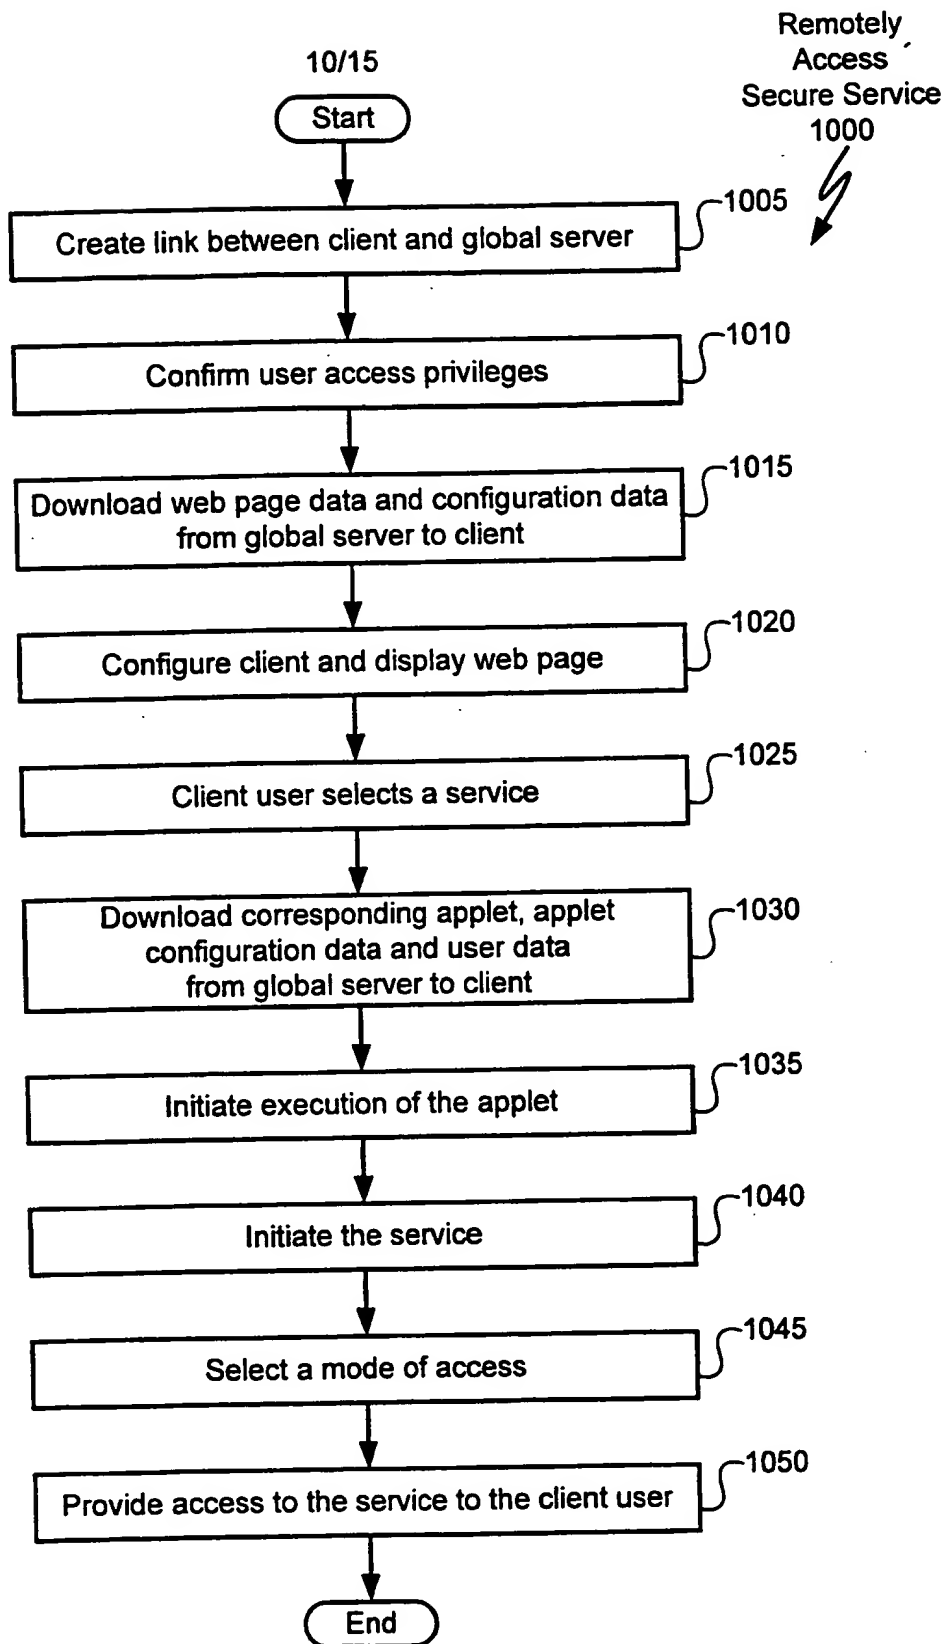 Remotely
Access
Secure Service
1000
10/15
Start
1005
Create link between client and global server
1010
Confirm user access privileges
1015
Download web page data and configuration data
from global server to client
1020
Configure client and display web page
1025
Client user selects a service
1030
Download corresponding applet, applet
configuration data and user data
from global server to client
1035
Initiate execution of the applet
1040
Initiate the service
1045
Select a mode of access
1050
Provide access to the service to the client user
End